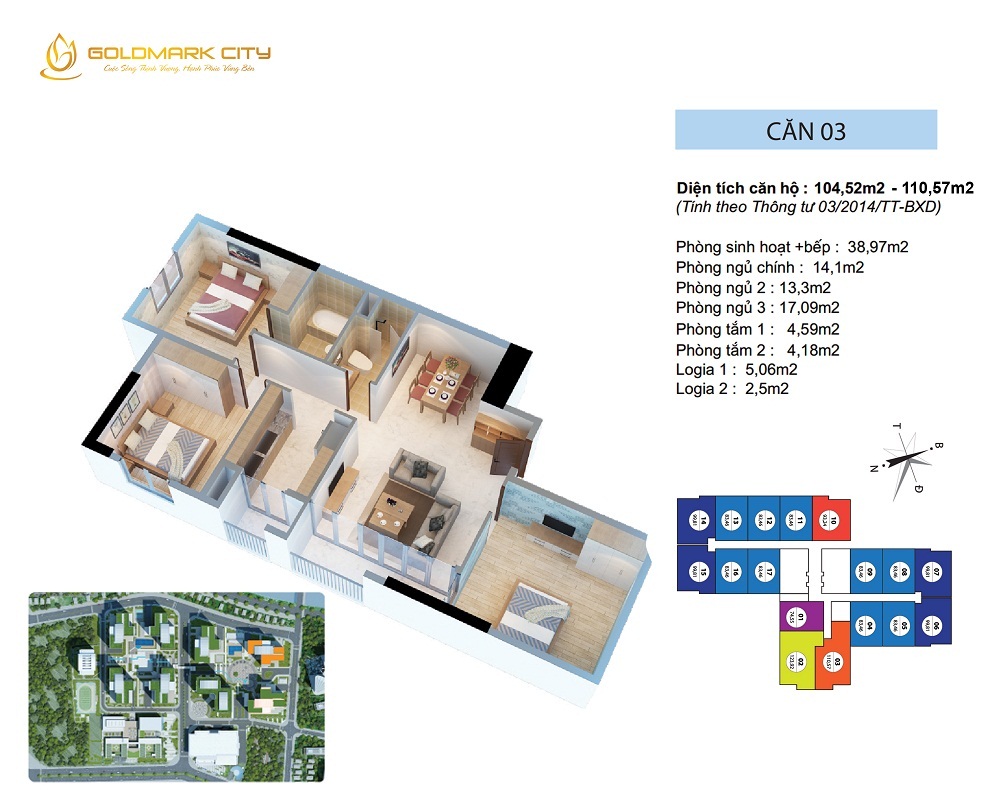 GOLDMARK CITY
Cuộc Sống Thịnh Vượng, Hạnh Phúc Vững Bền
CĂN 03
Diện tích căn hộ : 104,52m2 - 110,57m2
(Tính theo Thông tư 03/2014/TT-BXD)
Phòng sinh hoạt +bếp : 38,97m2
Phòng ngủ chính : 14,1m2
Phòng ngủ 2 : 13,3m2
Phòng ngủ 3 : 17,09m2
Phòng tắm 1 : 4,59m2
Phòng tắm 2 : 4,18m2
Logia 1 : 5,06m2
Logia 2 : 2,5m2
T
B
N
Đ
14
13
12
11
10
15
16
17
09
08
07
01
04
05
06
02
03
110,57